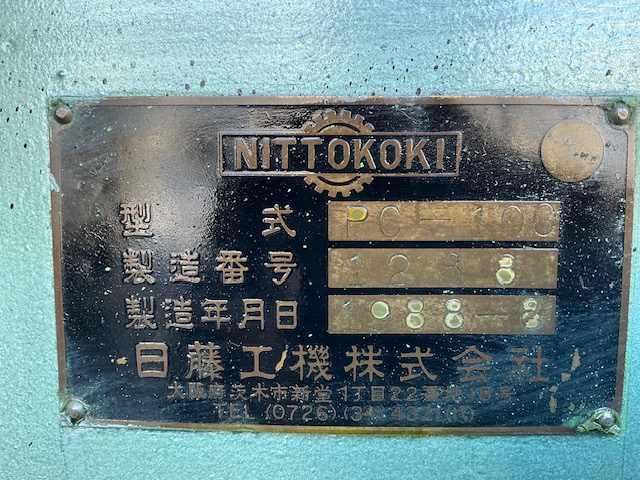 NITTOKOKI
型 式 PC-100
製造番号
製造年月日 1988-8
日藤工機株式会社
大阪府茨木市新堂1丁目22番
TEL (0726)